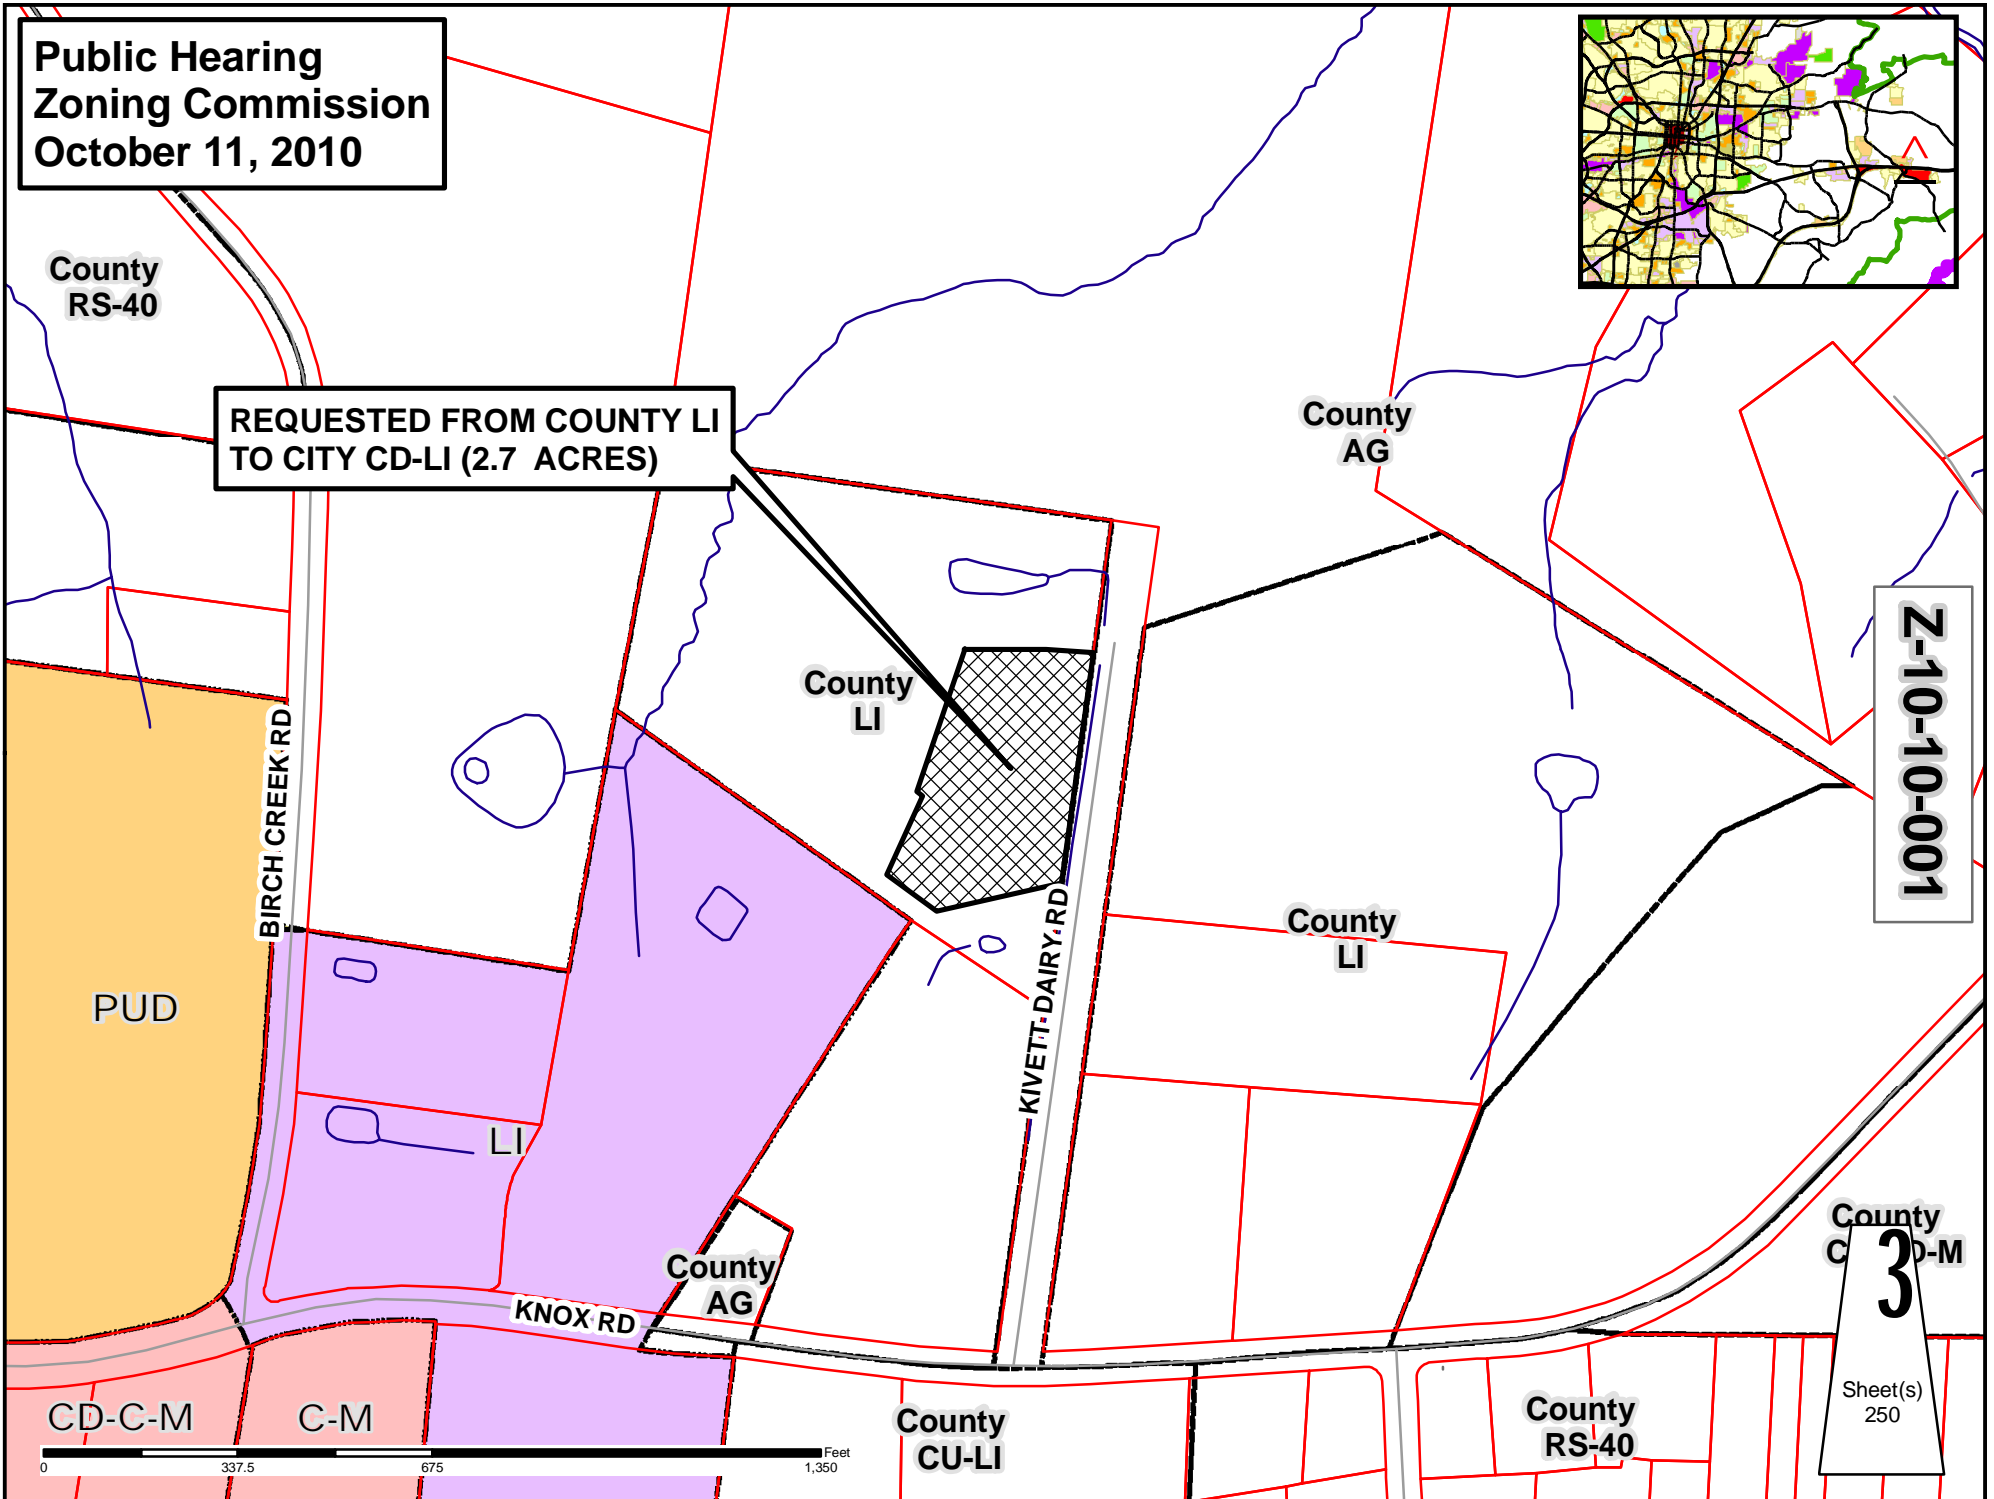 Public Hearing
Zoning Commission
October 11, 2010
County
RS-40
REQUESTED FROM COUNTY LI
TO CITY CD-LI (2.7 ACRES)
County
AG
Z-10-10-001
County
LI
BIRCH CREEK RD
County
LI
PUD
KIVETT DAIRY RD
LI
County
AG
KNOX RD
County
3
Sheet(s)
250
CD-C-M
C-M
County
CU-LI
County
RS-40
0
337.5
675
1,350
Feet